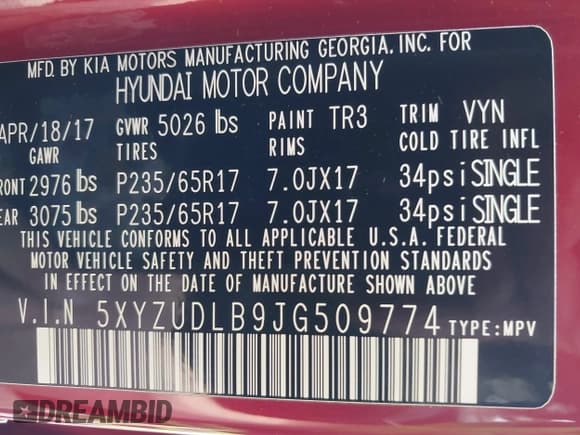 MFD. BY KIA MOTORS MANUFACTURING GEORGIA, INC. FOR
HYUNDAI MOTOR COMPANY
APR/18/17 GVWR 5026 lbs PAINT TR3 TRIM VYN
GAWR TIRES RIMS COLD TIRE INFL
FRONT 2976 lbs P235/65R17 7.0JX17 34psi SINGLE
REAR 3075 lbs P235/65R17 7.0JX17 34psi SINGLE
THIS VEHICLE CONFORMS TO ALL APPLICABLE U.S.A. FEDERAL
MOTOR VEHICLE SAFETY AND THEFT PREVENTION STANDARDS
IN EFFECT ON THE DATE OF MANUFACTURE SHOWN ABOVE.
V.I.N 5XYZUDLB9JG509774 TYPE:MPV
DREAMBID